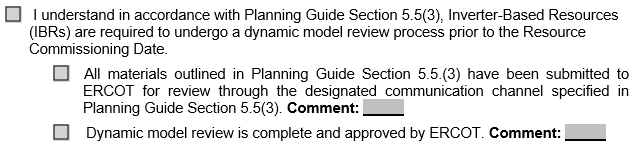 I understand in accordance with Planning Guide Section 5.5(3), Inverter-Based Resources
(IBRs) are required to undergo a dynamic model review process prior to the Resource
Commissioning Date.
All materials outlined in Planning Guide Section 5.5.(3) have been submitted to
ERCOT for review through the designated communication channel specified in
Planning Guide Section 5.5(3). Comment:
Dynamic model review is complete and approved by ERCOT. Comment: